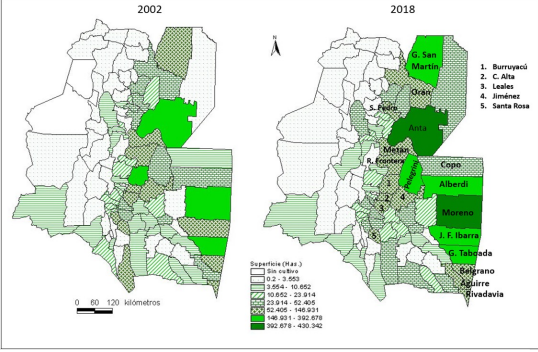 2002
2018
N
G. San
Martín
Orán
S. Pedro
Anta
Metán
R. Frontera
Pelegrini
Copo
Alberdi
Moreno
J. F. Ibarra
G. Taboada
Belgrano
Aguirre
Rivadavia
1
2
3
4
5
1. Burruyacú
2. C. Alta
3. Leales
4. Jiménez
5. Santa Rosa
Superficie (Has.)
Sin cultivo
0.2 - 3.553
3.554 - 10.652
10.652 - 23.914
23.914 - 52.405
52.405 - 146.931
146.931 - 392.678
392.678 - 430.342
0 60 120 kilómetros